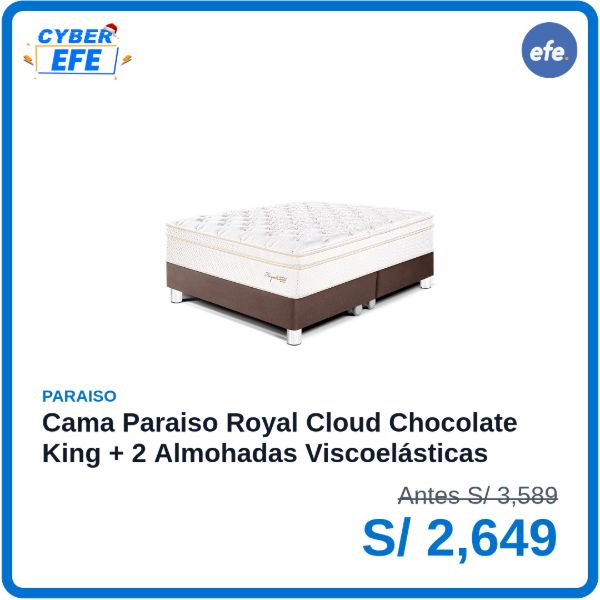 CYBER
EFE
efe.
PARAISO
Cama Paraiso Royal Cloud Chocolate
King + 2 Almohadas Viscoelásticas
Antes S/ 3,589
S/ 2,649